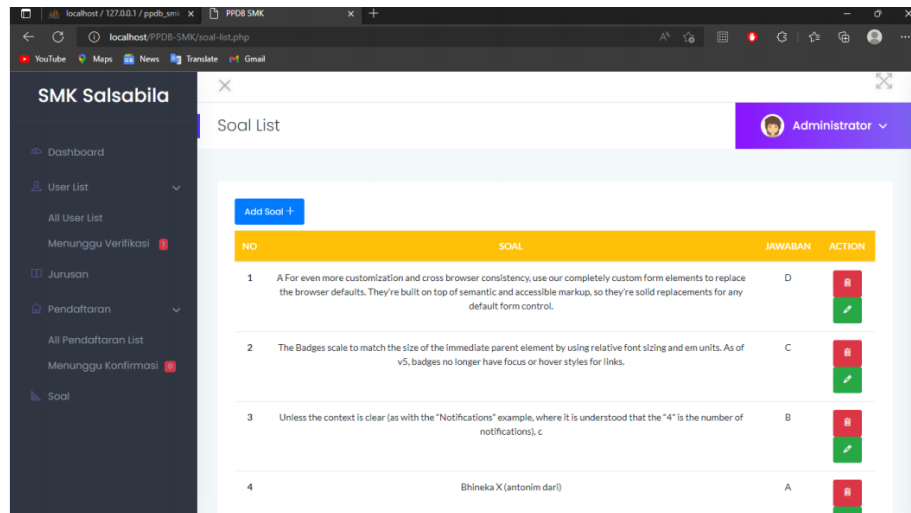 localhost / 127.0.0.1 / ppdb_smk
PPDB SMK
localhost/PPDB-SMK/soal-list.php
YouTube Maps News Translate Gmail
SMK Salsabila
Soal List
Administrator
Dashboard
User List
All User List
Menunggu Verifikasi 1
Jurusan
Pendaftaran
All Pendaftaran List
Menunggu Konfirmasi 0
Soal
Add Soal +
NO SOAL JAWABAN ACTION
1 A For even more customization and cross browser consistency, use our completely custom form elements to replace D
the browser defaults. They're built on top of semantic and accessible markup, so they're solid replacements for any
default form control.
2 The Badges scale to match the size of the immediate parent element by using relative font sizing and em units. As of C
v5, badges no longer have focus or hover styles for links.
3 Unless the context is clear (as with the "Notifications" example, where it is understood that the "4" is the number of B
notifications), c
4 Bhineka X (antonim dari) A